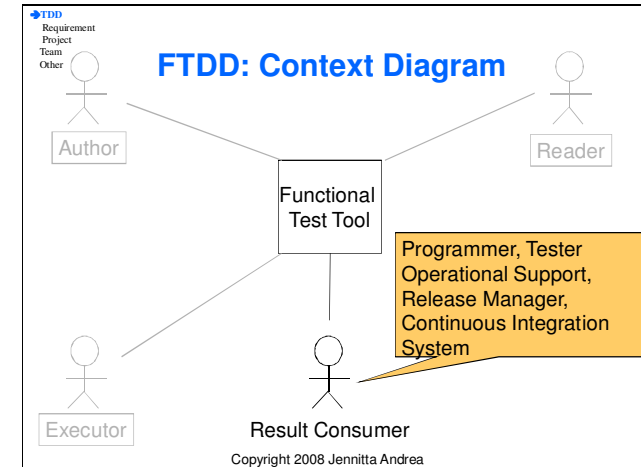 TDD
Requirement
Project
Team
Other
FTDD: Context Diagram
Author
Reader
Functional
Test Tool
Programmer, Tester
Operational Support,
Release Manager,
Continuous Integration
System
Executor
Result Consumer
Copyright 2008 Jennitta Andrea